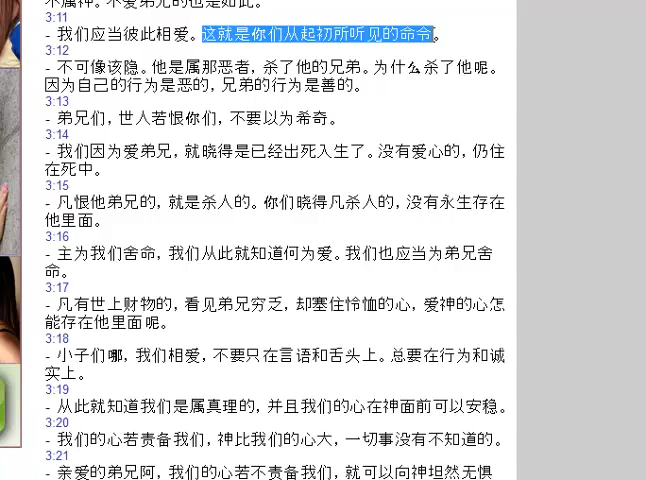 不属神。不爱弟兄的也是如此。
3:11
- 我们应当彼此相爱。这就是你们从起初所听见的命令。
3:12
- 不可像该隐。他是属那恶者，杀了他的兄弟。为什么杀了他呢。
因为自己的行为是恶的，兄弟的行为是善的。
3:13
- 弟兄们，世人若恨你们，不要以为希奇。
3:14
- 我们因为爱弟兄，就晓得是已经出死入生了。没有爱心的，仍住
在死中。
3:15
- 凡恨他弟兄的，就是杀人的。你们晓得凡杀人的，没有永生存在
他里面。
3:16
- 主为我们舍命，我们从此就知道何为爱。我们也应当为弟兄舍
命。
3:17
- 凡有世上财物的，看见弟兄穷乏，却塞住怜恤的心，爱神的心怎
能存在他里面呢。
3:18
- 小子们哪，我们相爱，不要只在言语和舌头上。总要在行为和诚
实上。
3:19
- 从此就知道我们是属真理的，并且我们的心在神面前可以安稳。
3:20
- 我们的心若责备我们，神比我们的心大，一切事没有不知道的。
3:21
- 亲爱的弟兄阿，我们的心若不责备我们，就可以向神坦然无惧